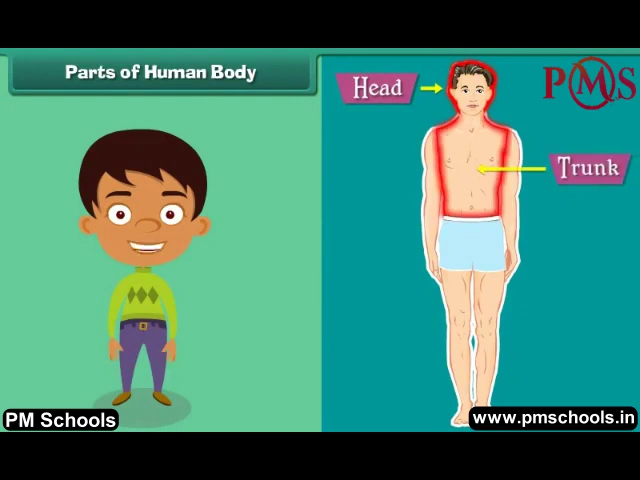 Parts of Human Body
Head
PMS
Trunk
PM Schools
www.pmschools.in